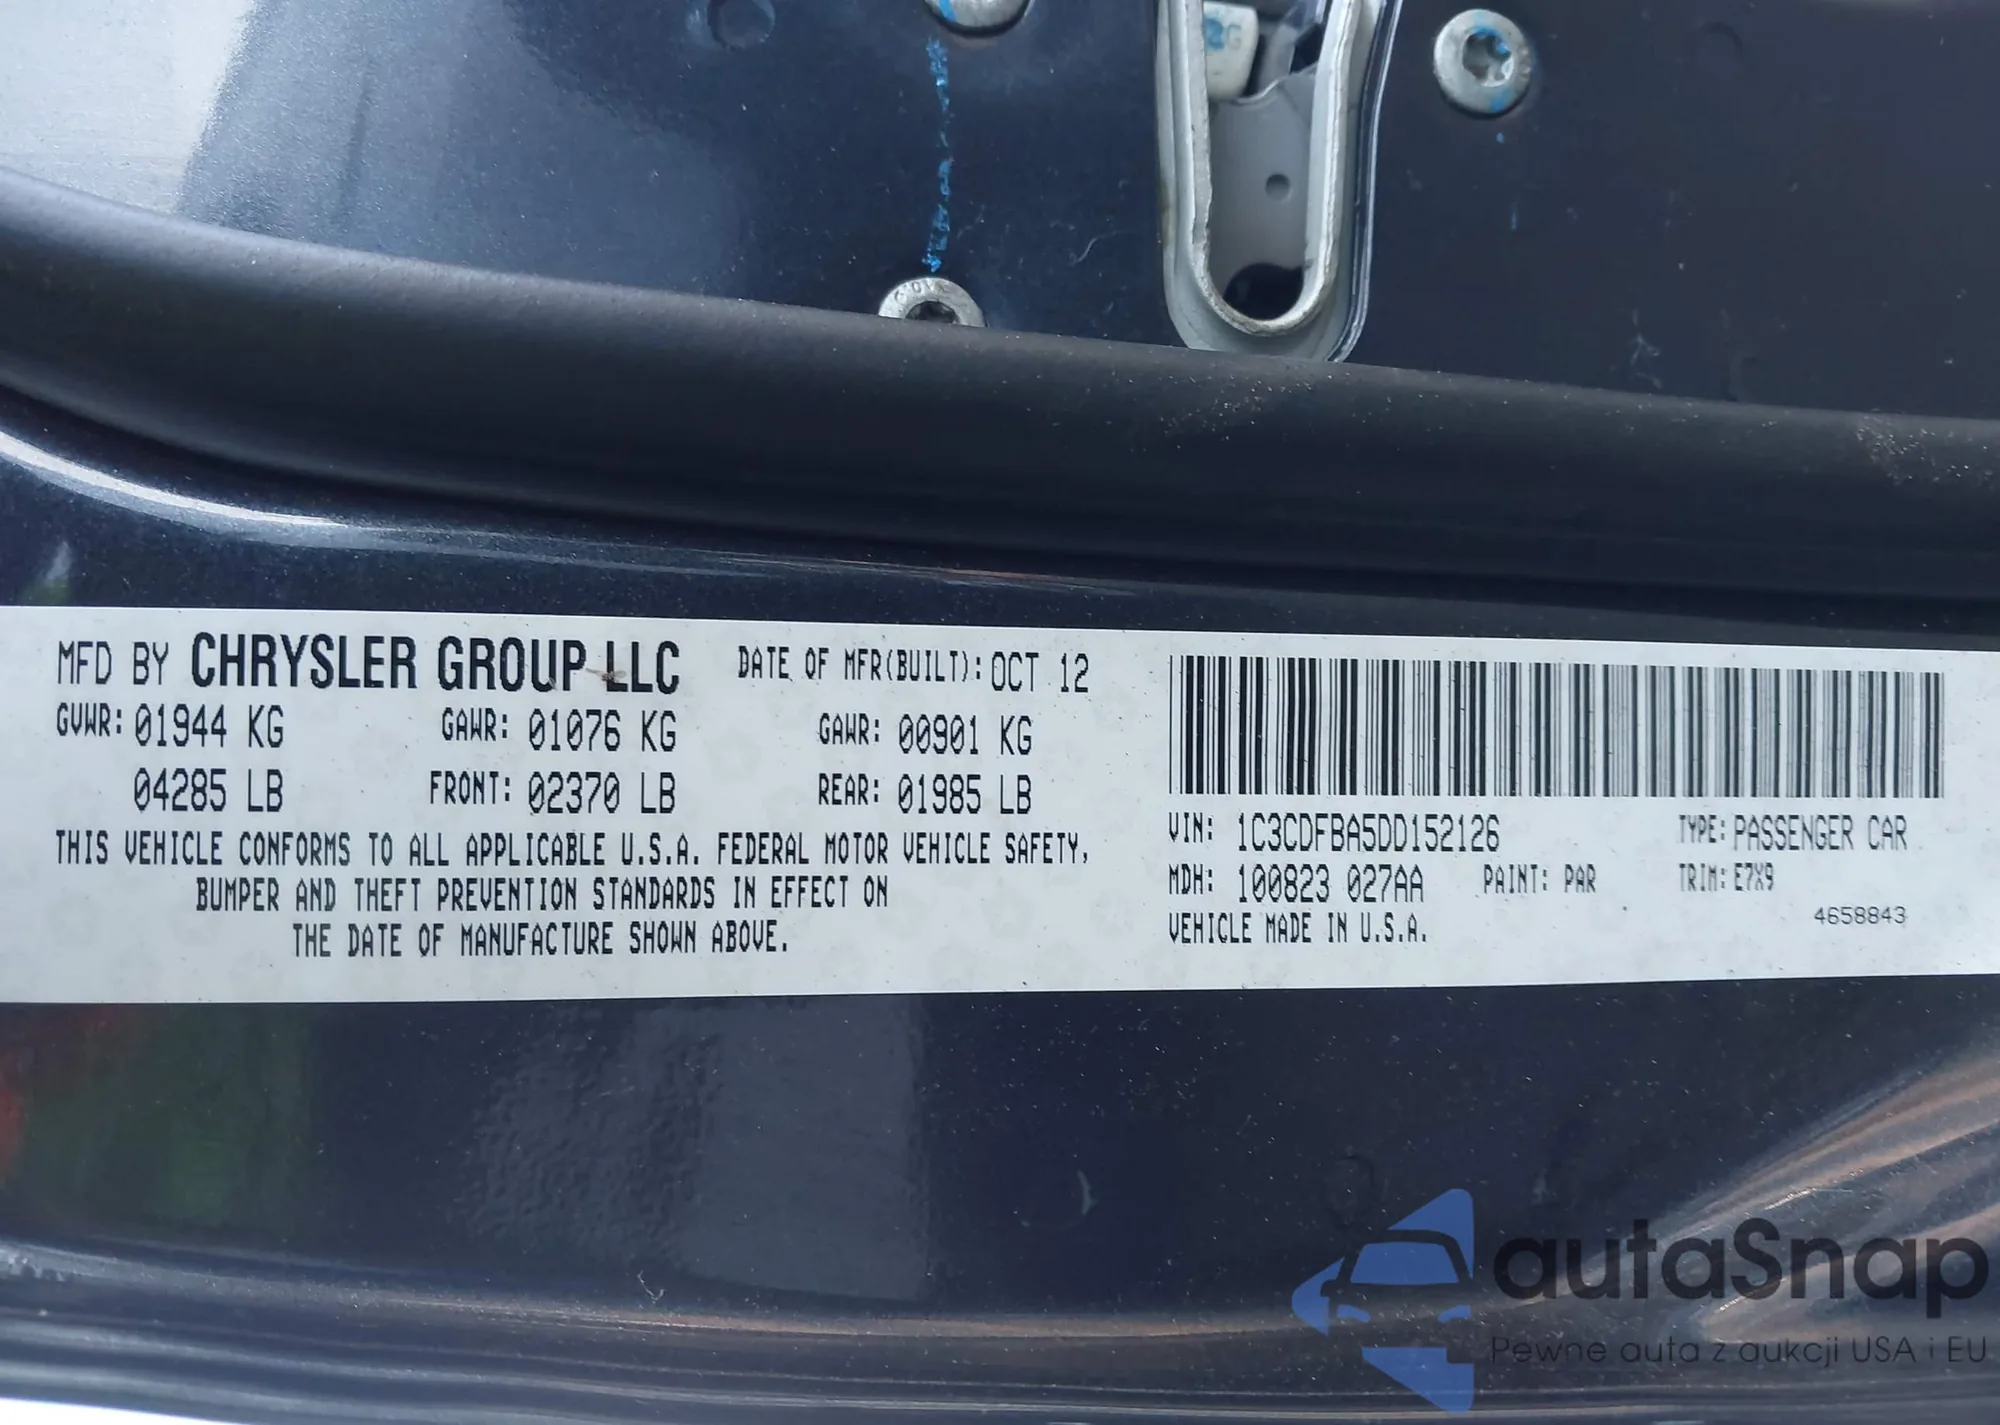 MFD BY CHRYSLER GROUP LLC DATE OF MFR(BUILT): OCT 12
GVWR: 01944 KG GAWR: 01076 KG GAWR: 00901 KG
04285 LB FRONT: 02370 LB REAR: 01985 LB
THIS VEHICLE CONFORMS TO ALL APPLICABLE U.S.A. FEDERAL MOTOR VEHICLE SAFETY,
BUMPER AND THEFT PREVENTION STANDARDS IN EFFECT ON
THE DATE OF MANUFACTURE SHOWN ABOVE.
VIN: 1C3CDFBA5DD152126 TYPE: PASSENGER CAR
MDH: 100823 027AA PAINT: PAR TRIM: E7X9
VEHICLE MADE IN U.S.A. 4658843
autaSnap
Pewne auta z aukcji USA i EU